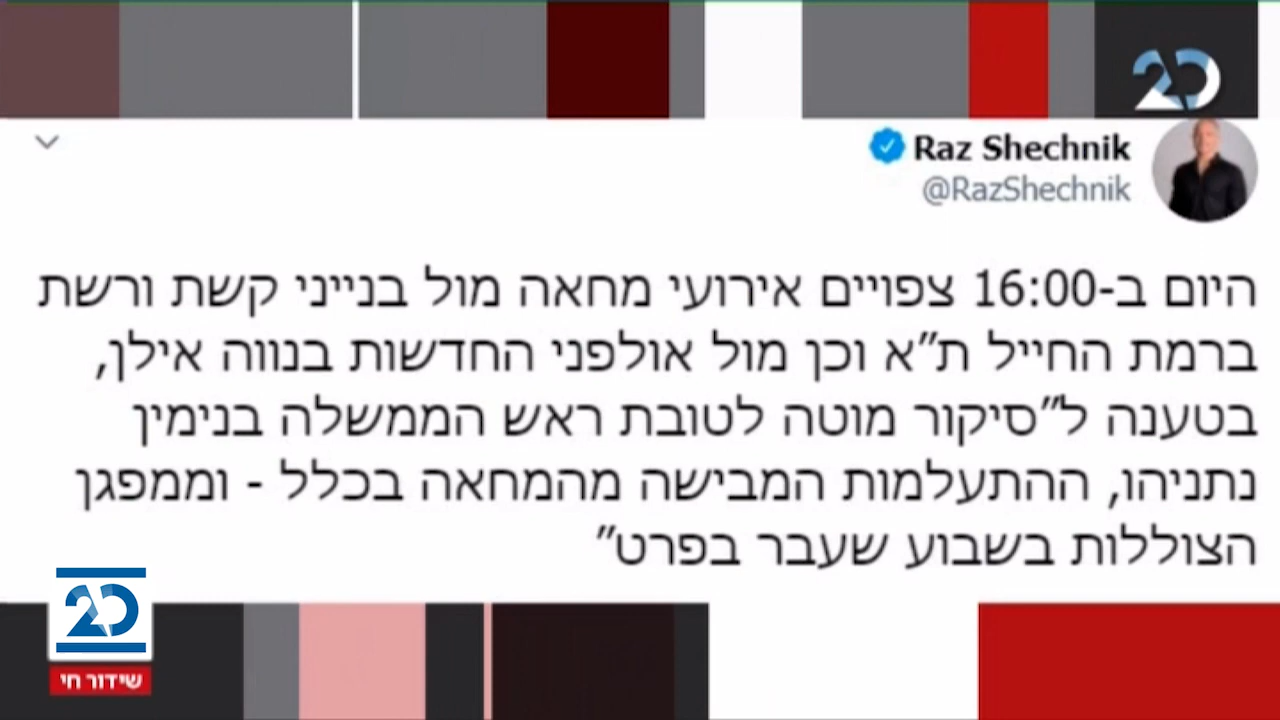 20
Raz Shechnik
@RazShechnik
היום ב-16:00 צפויים אירועי מחאה מול בנייני קשת ורשת
ברמת החייל ת"א וכן מול אולפני החדשות בנווה אילן,
בטענה ל"סיקור מוטה לטובת ראש הממשלה בנימין
נתניהו, ההתעלמות המבישה מהמחאה בכלל - וממפגן
הצוללות בשבוע שעבר בפרט"
20
שידור חי